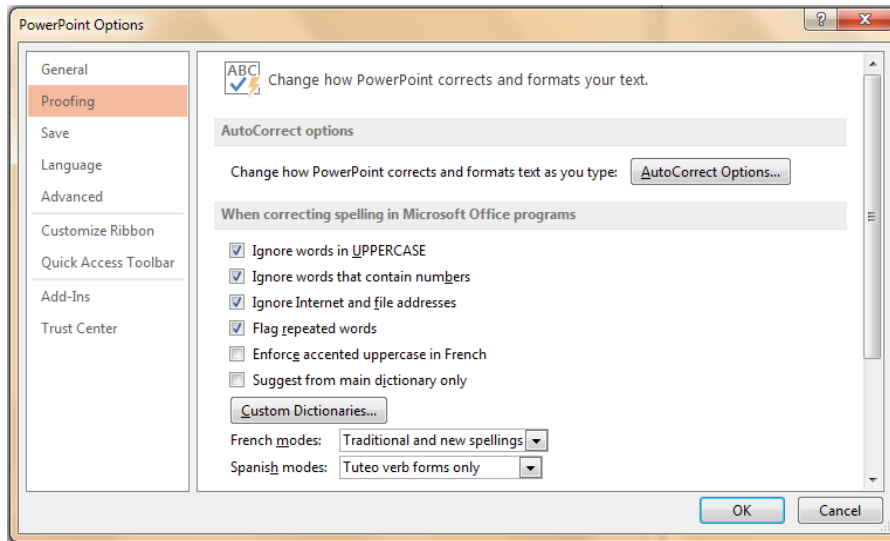 PowerPoint Options
General
Proofing
Save
Language
Advanced
Customize Ribbon
Quick Access Toolbar
Add-Ins
Trust Center
ABC
Change how PowerPoint corrects and formats your text.
AutoCorrect options
Change how PowerPoint corrects and formats text as you type: AutoCorrect Options...
When correcting spelling in Microsoft Office programs
Ignore words in UPPERCASE
Ignore words that contain numbers
Ignore Internet and file addresses
Flag repeated words
Enforce accented uppercase in French
Suggest from main dictionary only
Custom Dictionaries...
French modes: Traditional and new spellings
Spanish modes: Tuteo verb forms only
OK Cancel